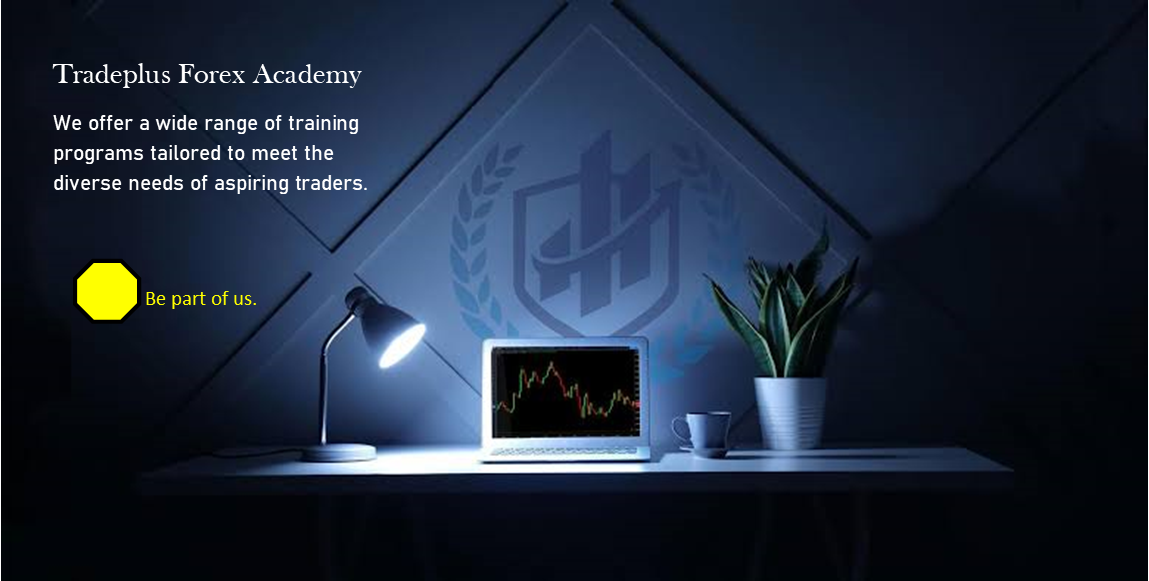 Tradeplus Forex Academy
We offer a wide range of training
programs tailored to meet the
diverse needs of aspiring traders.
Be part of us.